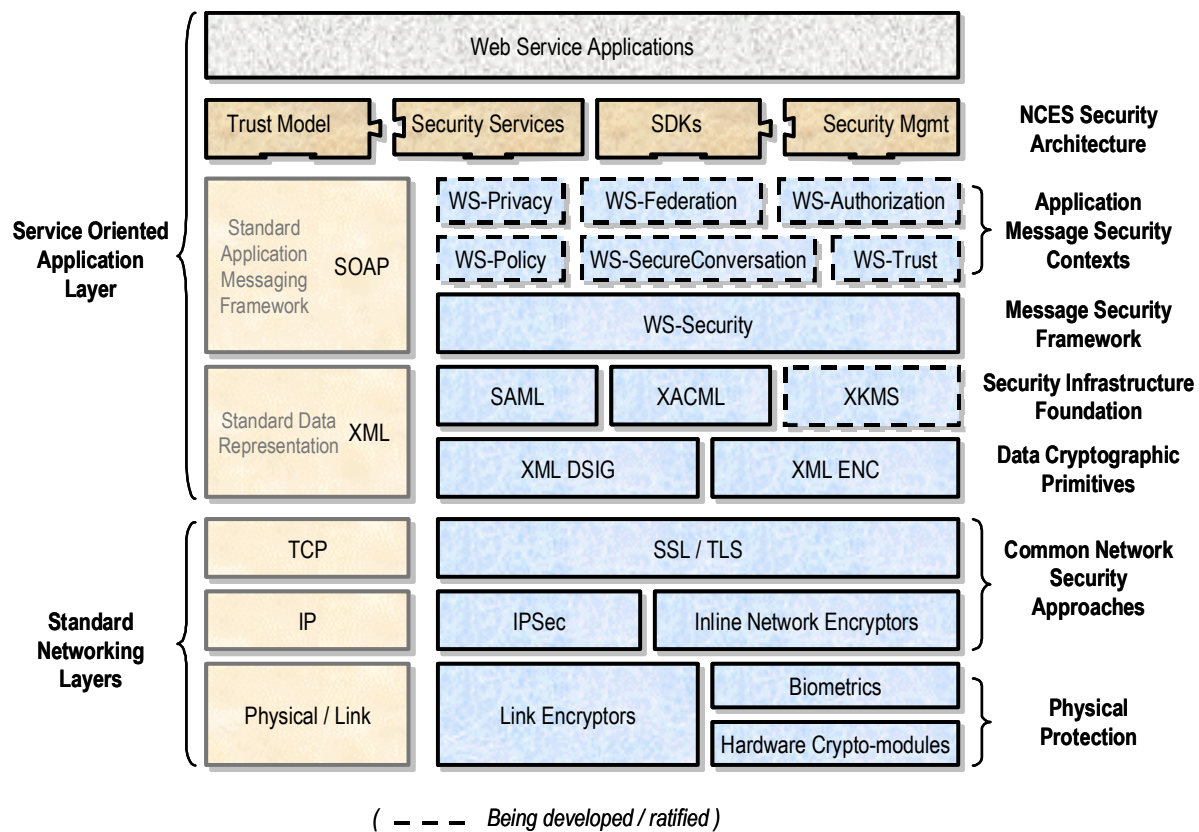 Web Service Applications
Trust Model
Security Services
SDKs
Security Mgmt
NCES Security
Architecture
Service Oriented
Application
Layer
Standard
Application
Messaging
Framework
SOAP
WS-Privacy
WS-Federation
WS-Authorization
WS-Policy
WS-SecureConversation
WS-Trust
Application
Message Security
Contexts
WS-Security
Message Security
Framework
Standard Data
Representation
XML
SAML
XACML
XKMS
Security Infrastructure
Foundation
XML DSIG
XML ENC
Data Cryptographic
Primitives
Standard
Networking
Layers
TCP
SSL / TLS
Common Network
Security
Approaches
IP
IPSec
Inline Network Encryptors
Physical / Link
Link Encryptors
Biometrics
Hardware Crypto-modules
Physical
Protection
( – – – – Being developed / ratified )